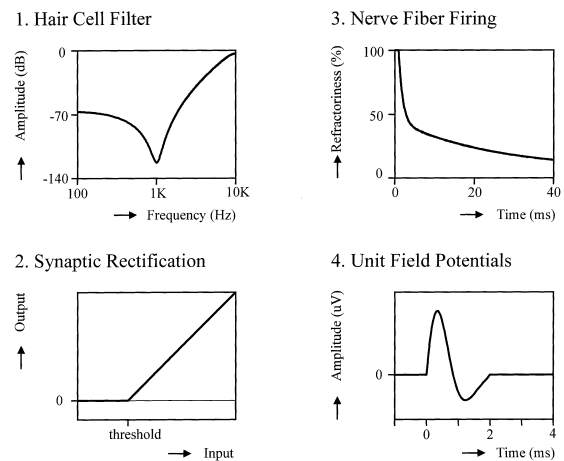 1. Hair Cell Filter
Amplitude (dB)
0
-70
-140
100
1K
10K
Frequency (Hz)
3. Nerve Fiber Firing
Refractoriness (%)
100
50
0
0
20
40
Time (ms)
2. Synaptic Rectification
Output
0
threshold
Input
4. Unit Field Potentials
Amplitude (uV)
0
0
2
4
Time (ms)